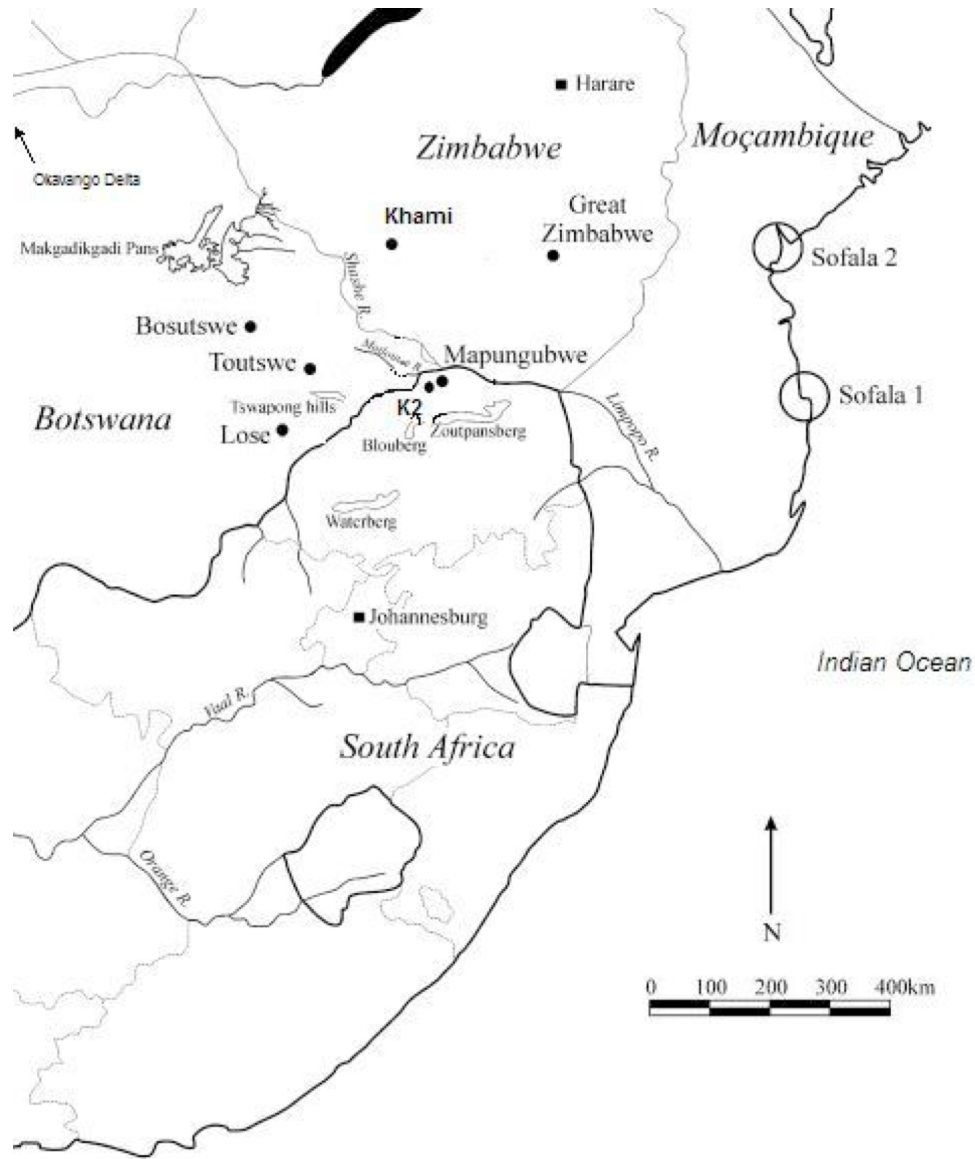 Harare
Moçambique
Zimbabwe
Okavango Delta
Khami
Great
Zimbabwe
Makgadikgadi Pans
Sofala 2
Shashe R.
Bosutswe
Mapungubwe
Toutswe
Sofala 1
Tswapong hills
K2
Limpopo R.
Botswana
Lose
Zoutpansberg
Blouberg
Waterberg
Johannesburg
Indian Ocean
Vaal R.
South Africa
Orange R.
N
0 100 200 300 400km